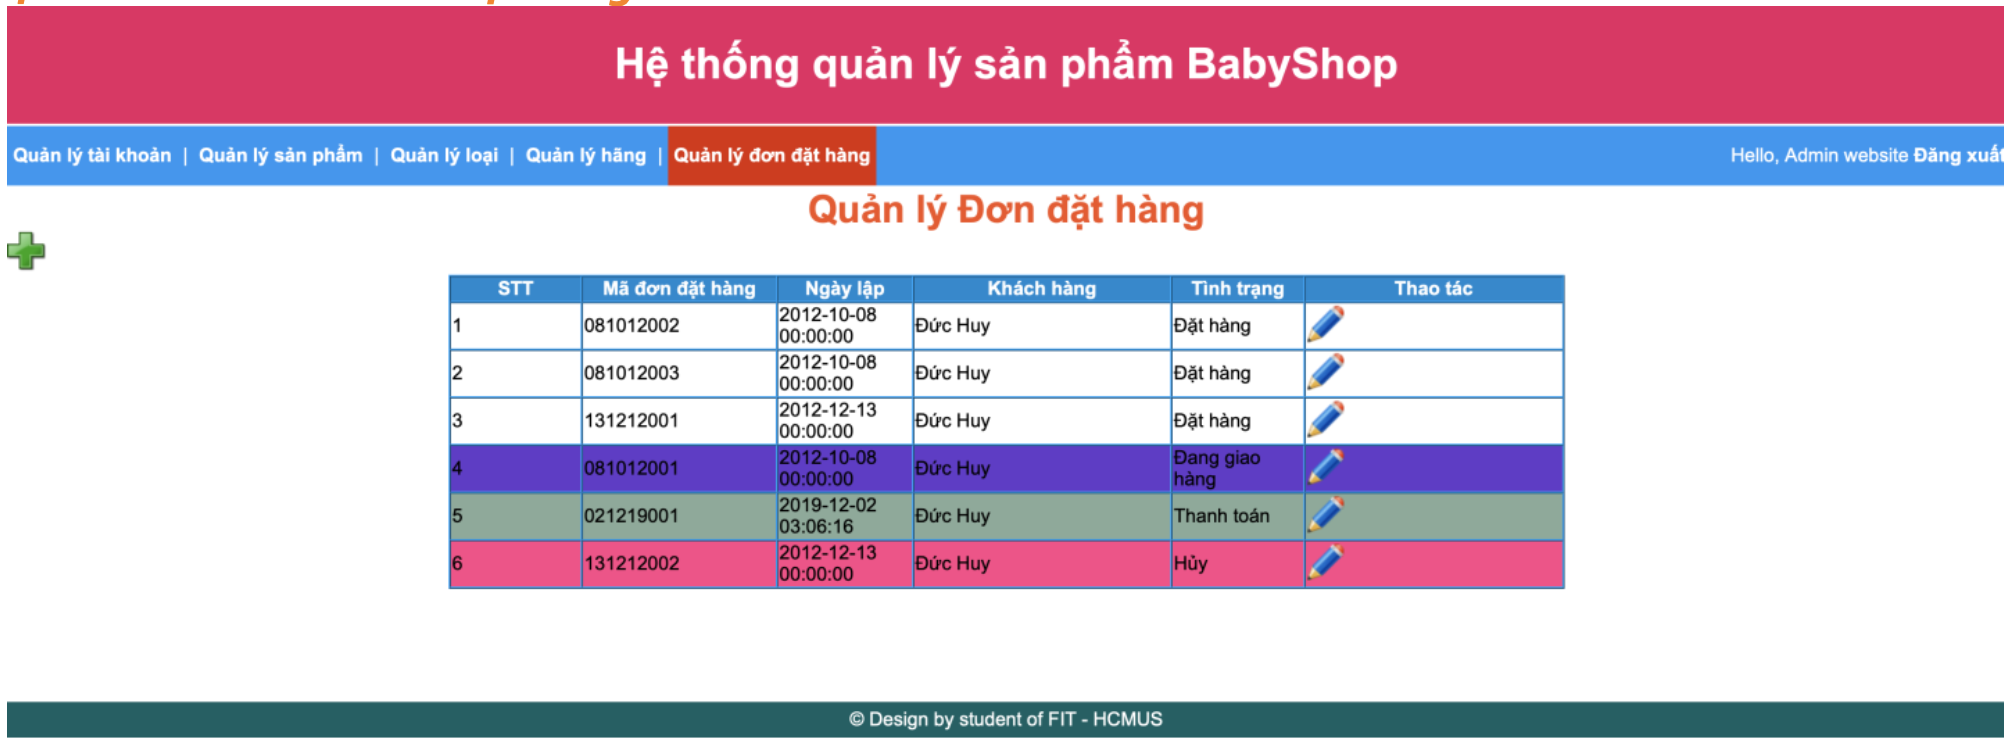 Hệ thống quản lý sản phẩm BabyShop
Quản lý tài khoản | Quản lý sản phẩm | Quản lý loại | Quản lý hãng | Quản lý đơn đặt hàng Hello, Admin website Đăng xuất
Quản lý Đơn đặt hàng
STT Mã đơn đặt hàng Ngày lập Khách hàng Tình trạng Thao tác
1 081012002 2012-10-08 00:00:00 Đức Huy Đặt hàng
2 081012003 2012-10-08 00:00:00 Đức Huy Đặt hàng
3 131212001 2012-12-13 00:00:00 Đức Huy Đặt hàng
4 081012001 2012-10-08 00:00:00 Đức Huy Đang giao hàng
5 021219001 2019-12-02 03:06:16 Đức Huy Thanh toán
6 131212002 2012-12-13 00:00:00 Đức Huy Hủy
© Design by student of FIT - HCMUS